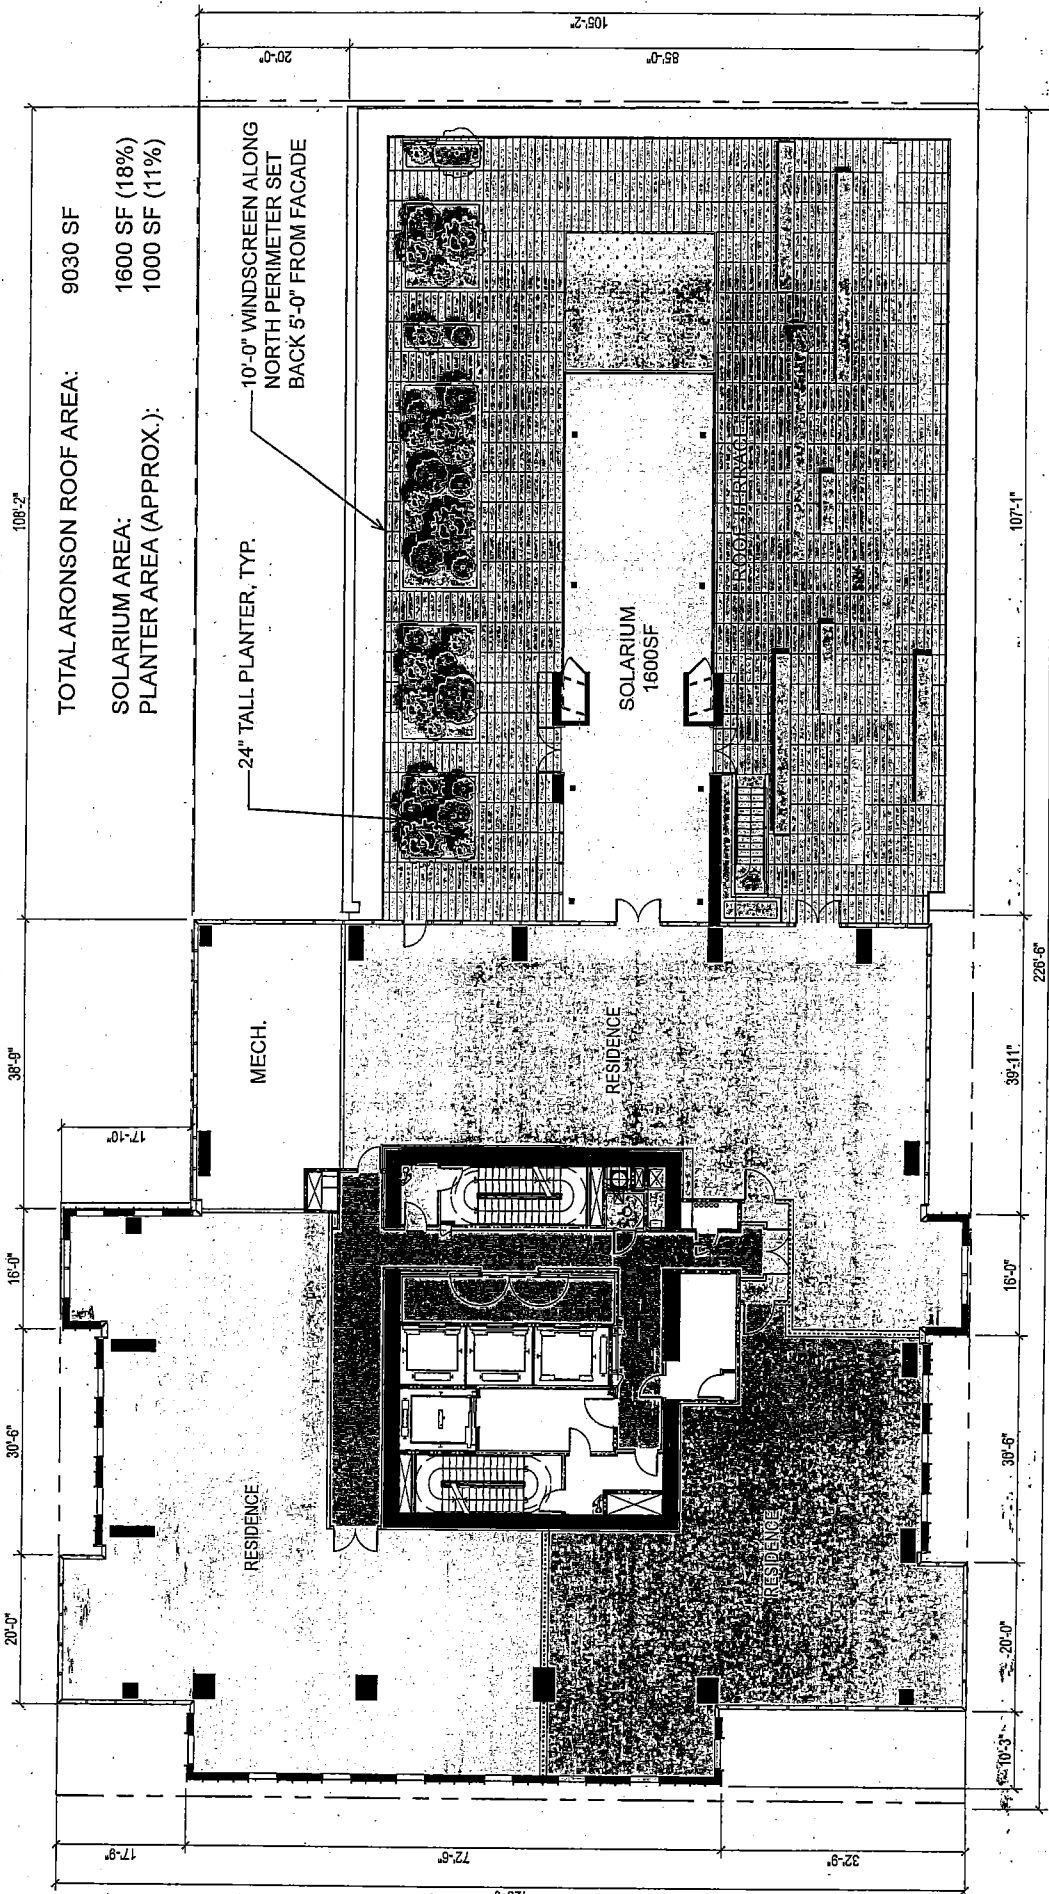 TOTAL ARONSON ROOF AREA: 9030 SF
SOLARIUM AREA: 1600 SF (18%)
PLANTER AREA (APPROX.): 1000 SF (11%)
10'-0" WINDSCREEN ALONG
NORTH PERIMETER SET
BACK 5'-0" FROM FACADE
24" TALL PLANTER, TYP.
20'-0"
30'-6"
16'-0"
38'-9"
108'-2"
17'-10"
MECH.
RESIDENCE
RESIDENCE
RESIDENCE
SOLARIUM
1600SF
ROOF TERRACE
20'-0"
85'-0"
105'-2"
17'-9"
72'-6"
32'-9"
10'-3"
20'-0"
30'-6"
16'-0"
39'-11"
107'-1"
226'-6"